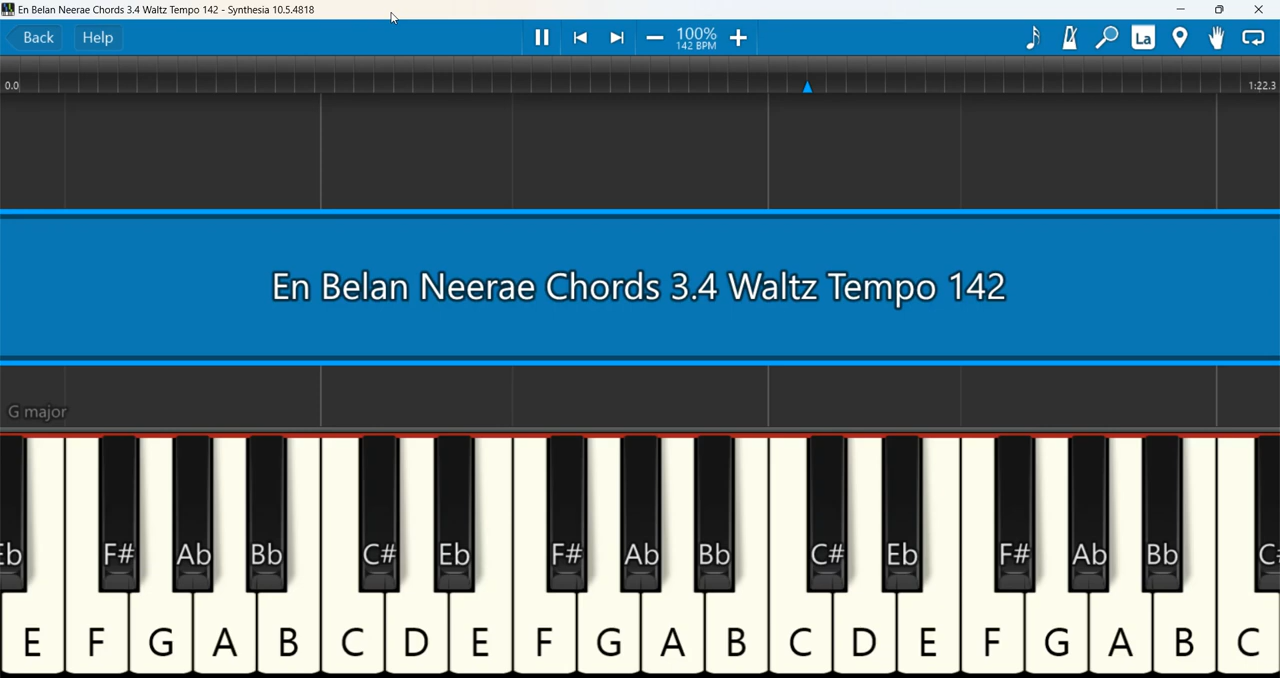 En Belan Neerae Chords 3.4 Waltz Tempo 142 - Synthesia 10.5.4818
Back Help 100% La
142 BPM
0.0 1:22.3
En Belan Neerae Chords 3.4 Waltz Tempo 142
G major
Eb F# Ab Bb C# Eb F# Ab Bb C# Eb F# Ab Bb C#
E F G A B C D E F G A B C D E F G A B C